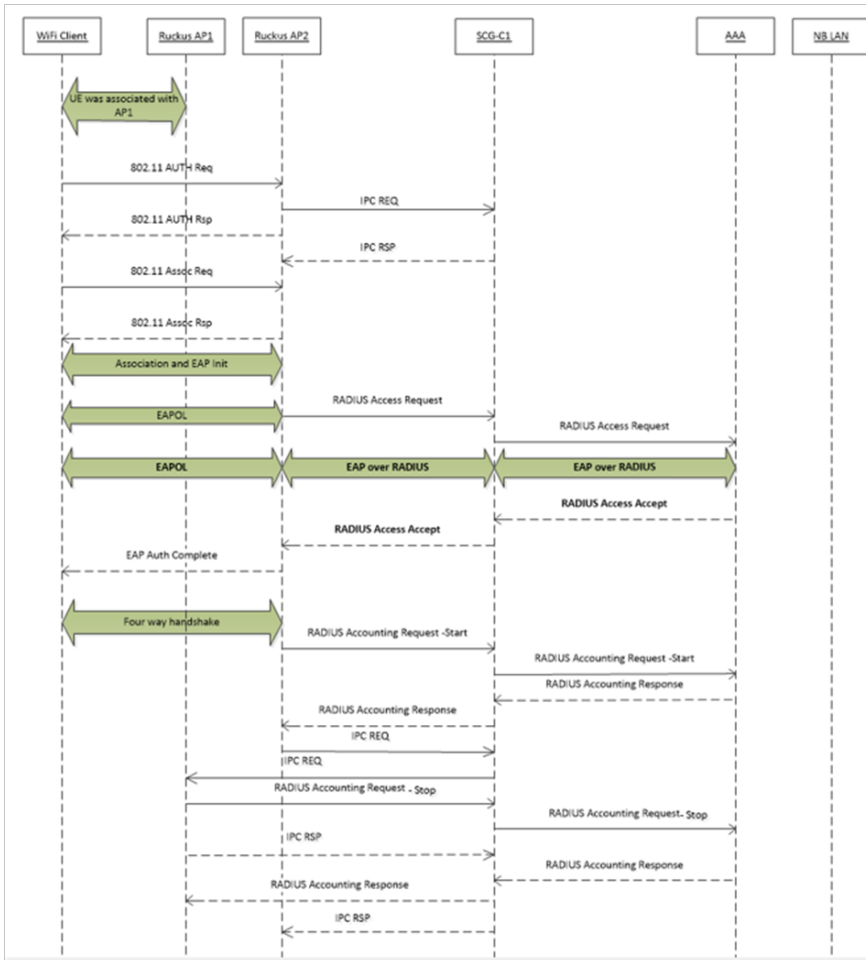 WiFi Client
Ruckus AP1
Ruckus AP2
SCG-C1
AAA
NB LAN
UE was associated with
AP1
802.11 AUTH Req
IPC REQ
802.11 AUTH Rsp
IPC RSP
802.11 Assoc Req
802.11 Assoc Rsp
Association and EAP Init
RADIUS Access Request
EAPOL
RADIUS Access Request
EAPOL
EAP over RADIUS
EAP over RADIUS
RADIUS Access Accept
RADIUS Access Accept
EAP Auth Complete
Four way handshake
RADIUS Accounting Request -Start
RADIUS Accounting Request -Start
RADIUS Accounting Response
RADIUS Accounting Response
IPC REQ
IPC REQ
RADIUS Accounting Request - Stop
RADIUS Accounting Request- Stop
IPC RSP
RADIUS Accounting Response
RADIUS Accounting Response
IPC RSP